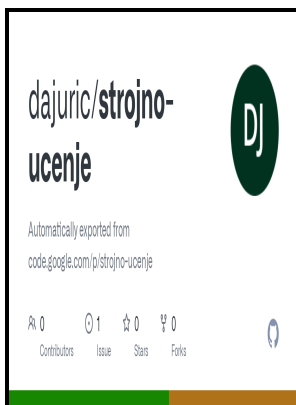 dajuric/strojno-
ucenje
DJ
Automatically exported from
code.google.com/p/strojno-ucenje
0 1 0 0
Contributors Issue Stars Forks